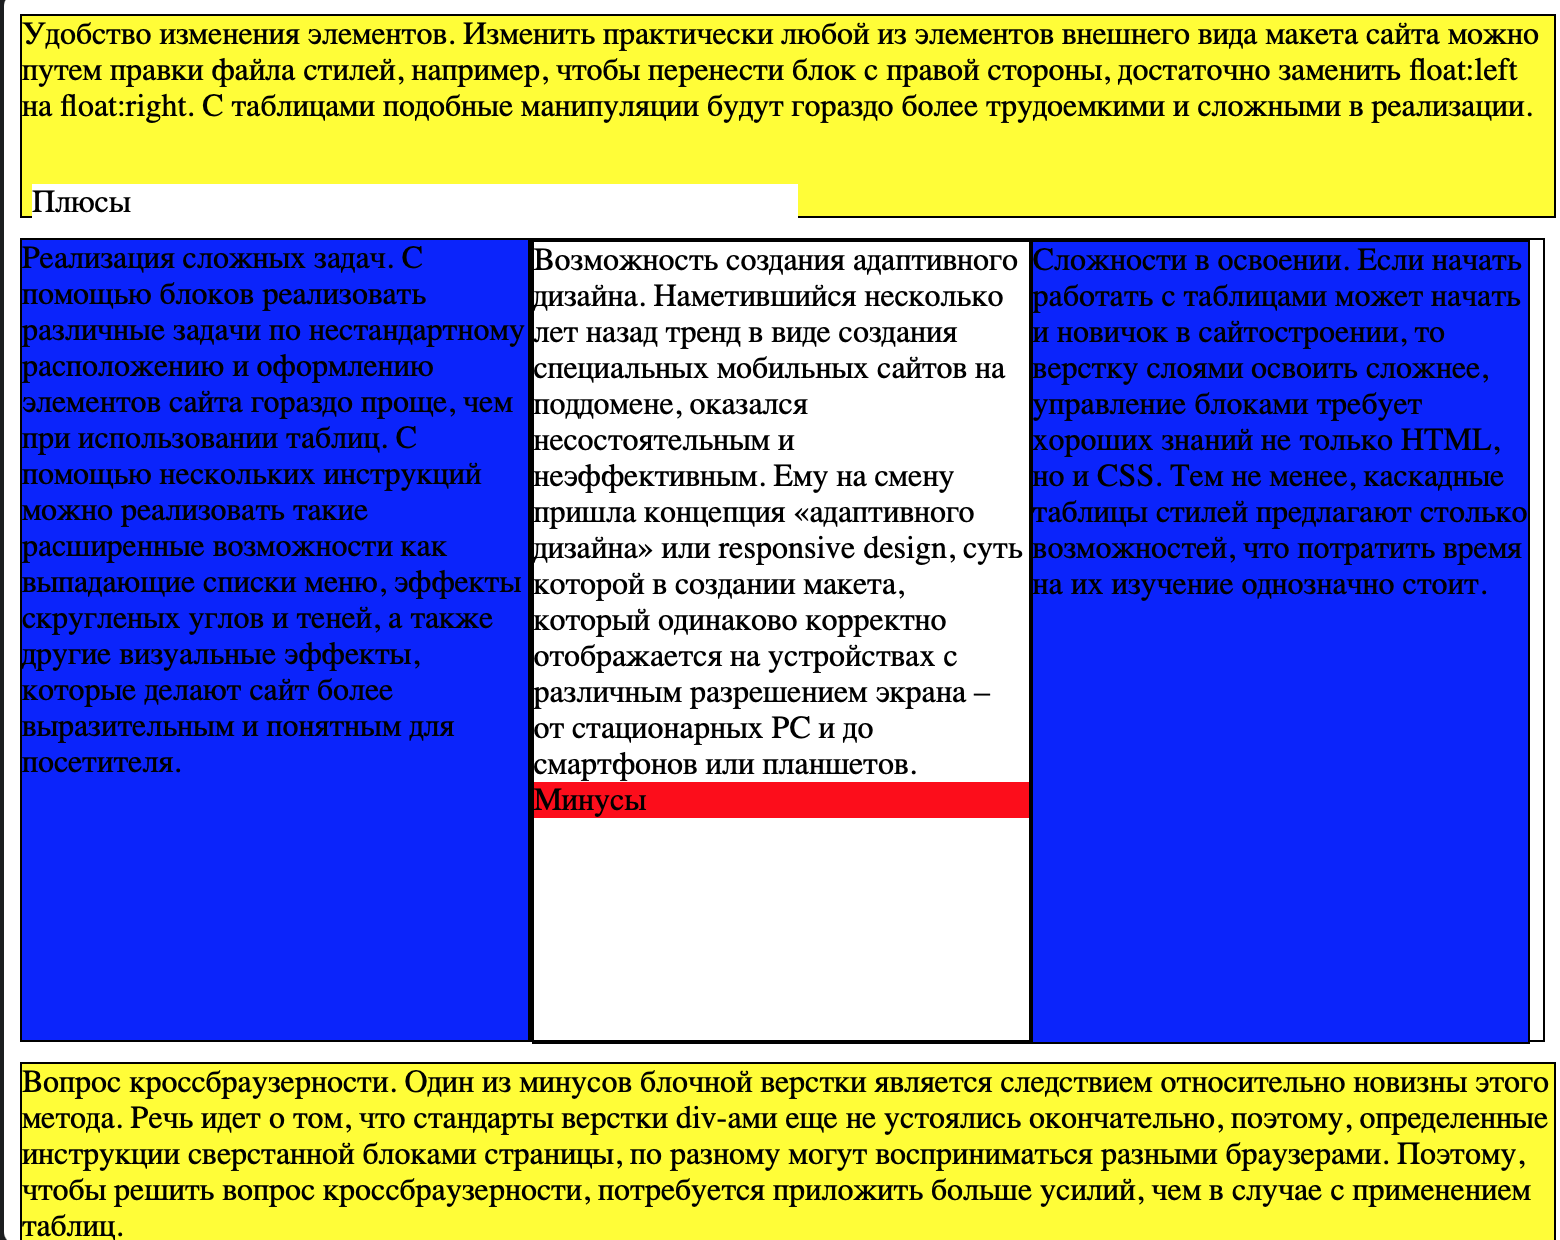 Удобство изменения элементов. Изменить практически любой из элементов внешнего вида макета сайта можно
путем правки файла стилей, например, чтобы перенести блок с правой стороны, достаточно заменить float:left
на float:right. С таблицами подобные манипуляции будут гораздо более трудоемкими и сложными в реализации.
Плюсы
Реализация сложных задач. С
помощью блоков реализовать
различные задачи по нестандартному
расположению и оформлению
элементов сайта гораздо проще, чем
при использовании таблиц. С
помощью нескольких инструкций
можно реализовать такие
расширенные возможности как
выпадающие списки меню, эффекты
скругленых углов и теней, а также
другие визуальные эффекты,
которые делают сайт более
выразительным и понятным для
посетителя.
Возможность создания адаптивного
дизайна. Наметившийся несколько
лет назад тренд в виде создания
специальных мобильных сайтов на
поддомене, оказался
несостоятельным и
неэффективным. Ему на смену
пришла концепция «адаптивного
дизайна» или responsive design, суть
которой в создании макета,
который одинаково корректно
отображается на устройствах с
различным разрешением экрана –
от стационарных PC и до
смартфонов или планшетов.
Минусы
Сложности в освоении. Если начать
работать с таблицами может начать
и новичок в сайтостроении, то
верстку слоями освоить сложнее,
управление блоками требует
хороших знаний не только HTML,
но и CSS. Тем не менее, каскадные
таблицы стилей предлагают столько
возможностей, что потратить время
на их изучение однозначно стоит.
Вопрос кроссбраузерности. Один из минусов блочной верстки является следствием относительно новизны этого
метода. Речь идет о том, что стандарты верстки div-ами еще не устоялись окончательно, поэтому, определенные
инструкции сверстанной блоками страницы, по разному могут восприниматься разными браузерами. Поэтому,
чтобы решить вопрос кроссбраузерности, потребуется приложить больше усилий, чем в случае с применением
таблиц.